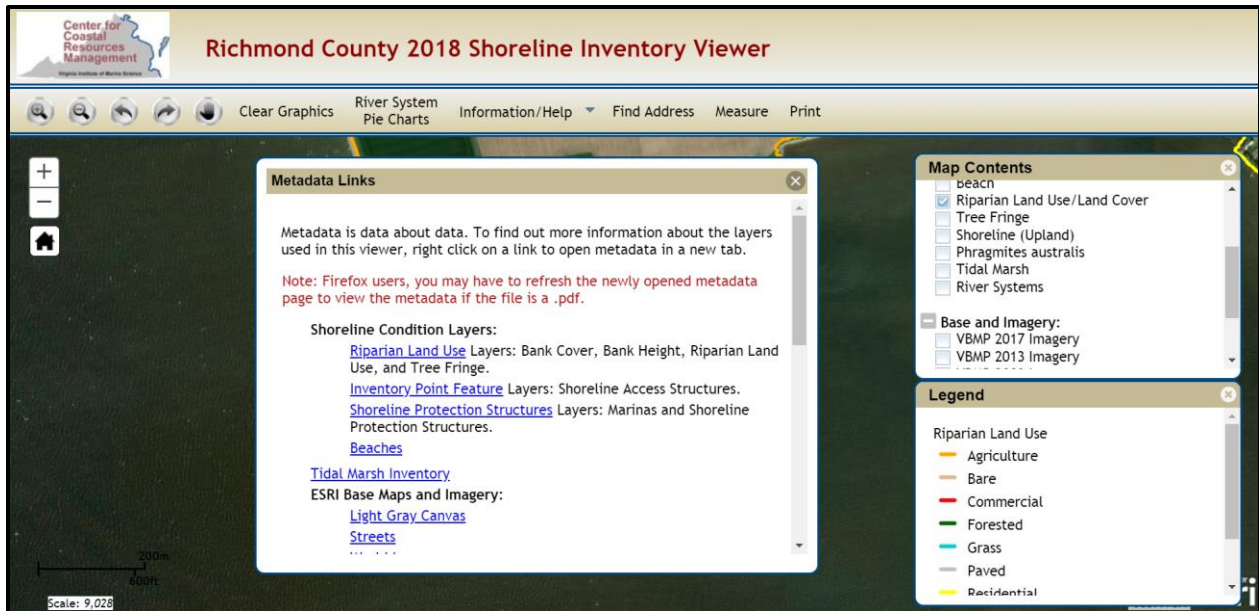 Center for
Coastal
Resources
Management
Virginia Institute of Marine Science
Richmond County 2018 Shoreline Inventory Viewer
Clear Graphics
River System
Pie Charts
Information/Help
Find Address
Measure
Print
+
−
Metadata Links
Metadata is data about data. To find out more information about the layers
used in this viewer, right click on a link to open metadata in a new tab.
Note: Firefox users, you may have to refresh the newly opened metadata
page to view the metadata if the file is a .pdf.
Shoreline Condition Layers:
Riparian Land Use Layers: Bank Cover, Bank Height, Riparian Land
Use, and Tree Fringe.
Inventory Point Feature Layers: Shoreline Access Structures.
Shoreline Protection Structures Layers: Marinas and Shoreline
Protection Structures.
Beaches
Tidal Marsh Inventory
ESRI Base Maps and Imagery:
Light Gray Canvas
Streets
Map Contents
Beach
Riparian Land Use/Land Cover
Tree Fringe
Shoreline (Upland)
Phragmites australis
Tidal Marsh
River Systems
Base and Imagery:
VBMP 2017 Imagery
VBMP 2013 Imagery
Legend
Riparian Land Use
Agriculture
Bare
Commercial
Forested
Grass
Paved
Residential
200m
600ft
Scale: 9,028